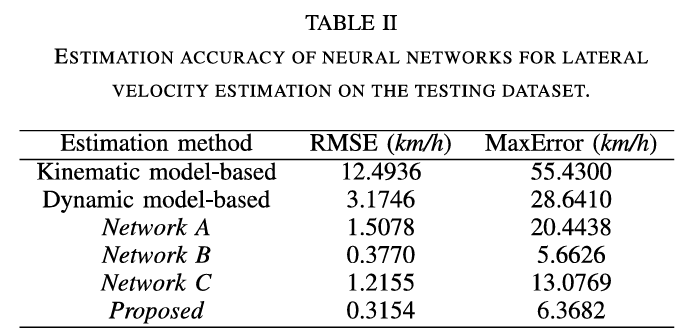 TABLE II
ESTIMATION ACCURACY OF NEURAL NETWORKS FOR LATERAL
VELOCITY ESTIMATION ON THE TESTING DATASET.
Estimation method RMSE (km/h) MaxError (km/h)
Kinematic model-based 12.4936 55.4300
Dynamic model-based 3.1746 28.6410
Network A 1.5078 20.4438
Network B 0.3770 5.6626
Network C 1.2155 13.0769
Proposed 0.3154 6.3682